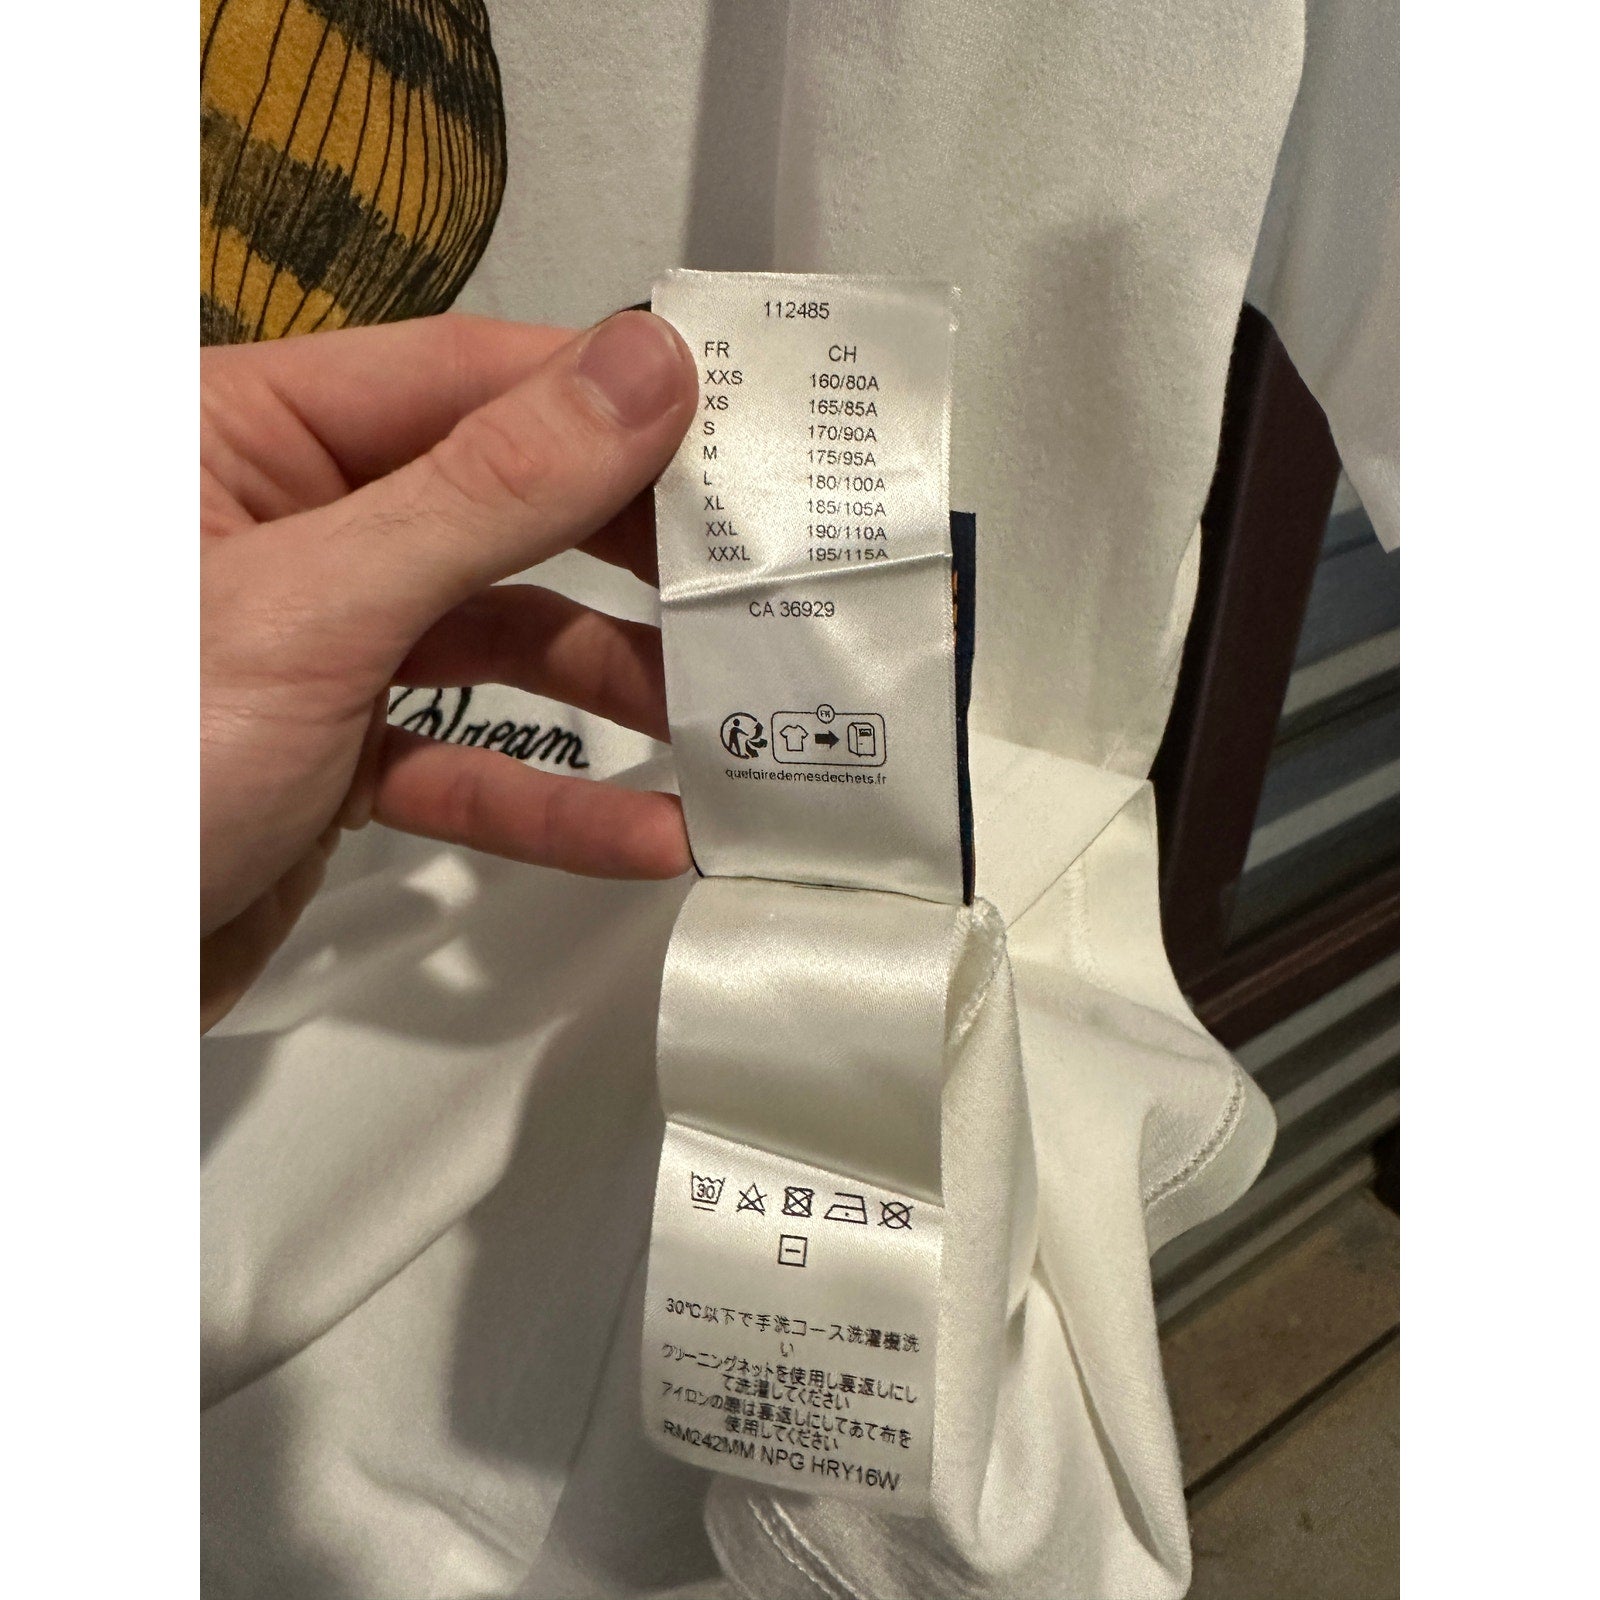 112485
FR CH
XXS 160/80A
XS 165/85A
S 170/90A
M 175/95A
L 180/100A
XL 185/105A
XXL 190/110A
XXXL 195/115A
CA 36929
FR
quefairedemesdechets.fr
Dream
30
30℃以下で手洗コース洗濯機洗
い
クリーニングネットを使用し裏返しにし
て洗濯してください
アイロンの際は裏返しにしてあて布を
使用してください
RM242MM NPG HRY16W